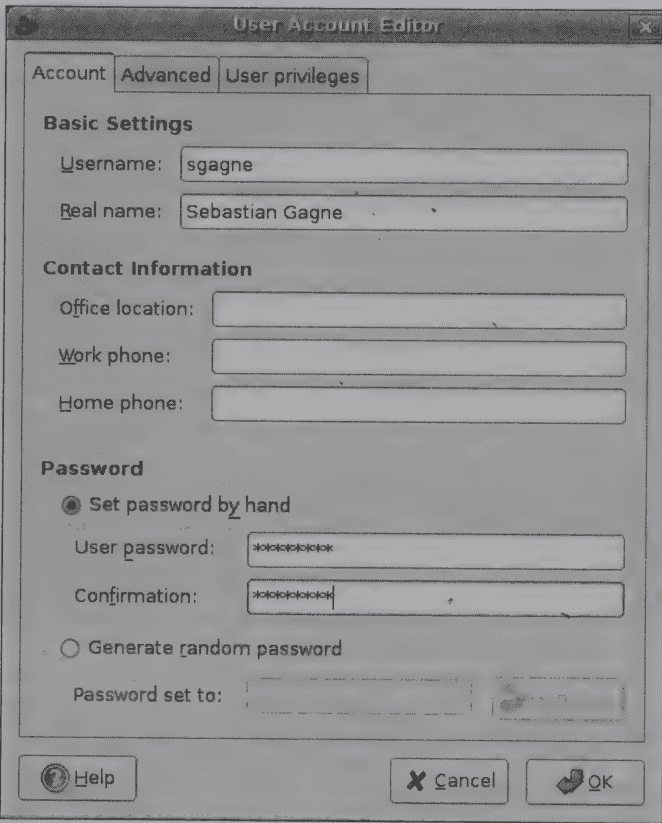 User Account Editor
Account Advanced User privileges
Basic Settings
Username: sgagne
Real name: Sebastian Gagne
Contact Information
Office location:
Work phone:
Home phone:
Password
Set password by hand
User password: ********
Confirmation: ********
Generate random password
Password set to:
Help Cancel OK